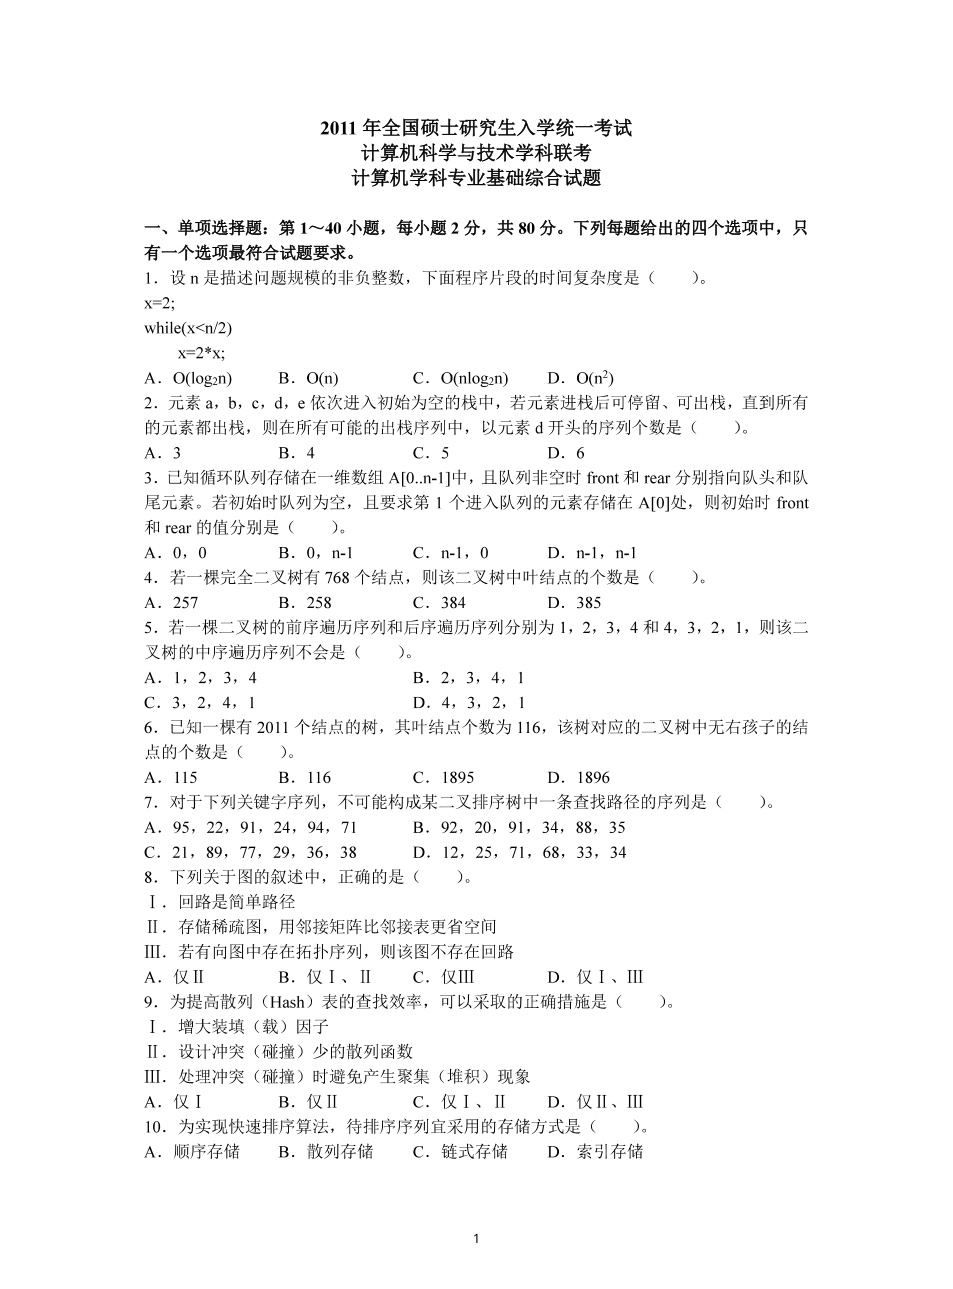 2011 年全国硕士研究生入学统一考试
计算机科学与技术学科联考
计算机学科专业基础综合试题
一、单项选择题：第 1～40 小题，每小题 2 分，共 80 分。下列每题给出的四个选项中，只
有一个选项最符合试题要求。
1．设 n 是描述问题规模的非负整数，下面程序片段的时间复杂度是（　　）。
x=2;
while(x<n/2)
x=2*x;
A．O(log₂n) B．O(n) C．O(nlog₂n) D．O(n²)
2．元素 a，b，c，d，e 依次进入初始为空的栈中，若元素进栈后可停留、可出栈，直到所有
的元素都出栈，则在所有可能的出栈序列中，以元素 d 开头的序列个数是（　　）。
A．3 B．4 C．5 D．6
3．已知循环队列存储在一维数组 A[0..n-1]中，且队列非空时 front 和 rear 分别指向队头和队
尾元素。若初始时队列为空，且要求第 1 个进入队列的元素存储在 A[0]处，则初始时 front
和 rear 的值分别是（　　）。
A．0，0 B．0，n-1 C．n-1，0 D．n-1，n-1
4．若一棵完全二叉树有 768 个结点，则该二叉树中叶结点的个数是（　　）。
A．257 B．258 C．384 D．385
5．若一棵二叉树的前序遍历序列和后序遍历序列分别为 1，2，3，4 和 4，3，2，1，则该二
叉树的中序遍历序列不会是（　　）。
A．1，2，3，4 B．2，3，4，1
C．3，2，4，1 D．4，3，2，1
6．已知一棵有 2011 个结点的树，其叶结点个数为 116，该树对应的二叉树中无右孩子的结
点的个数是（　　）。
A．115 B．116 C．1895 D．1896
7．对于下列关键字序列，不可能构成某二叉排序树中一条查找路径的序列是（　　）。
A．95，22，91，24，94，71 B．92，20，91，34，88，35
C．21，89，77，29，36，38 D．12，25，71，68，33，34
8．下列关于图的叙述中，正确的是（　　）。
Ⅰ．回路是简单路径
Ⅱ．存储稀疏图，用邻接矩阵比邻接表更省空间
Ⅲ．若有向图中存在拓扑序列，则该图不存在回路
A．仅Ⅱ B．仅Ⅰ、Ⅱ C．仅Ⅲ D．仅Ⅰ、Ⅲ
9．为提高散列（Hash）表的查找效率，可以采取的正确措施是（　　）。
Ⅰ．增大装填（载）因子
Ⅱ．设计冲突（碰撞）少的散列函数
Ⅲ．处理冲突（碰撞）时避免产生聚集（堆积）现象
A．仅Ⅰ B．仅Ⅱ C．仅Ⅰ、Ⅱ D．仅Ⅱ、Ⅲ
10．为实现快速排序算法，待排序序列宜采用的存储方式是（　　）。
A．顺序存储 B．散列存储 C．链式存储 D．索引存储
1